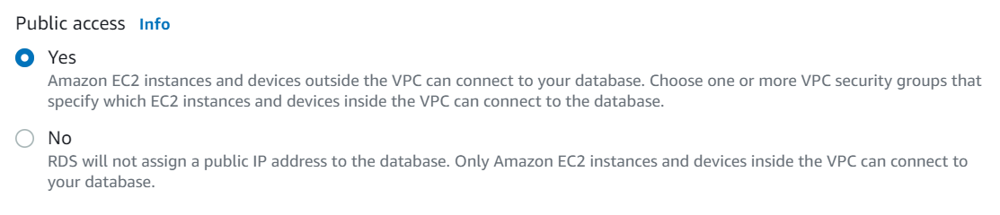 Public access Info
Yes
Amazon EC2 instances and devices outside the VPC can connect to your database. Choose one or more VPC security groups that
specify which EC2 instances and devices inside the VPC can connect to the database.
No
RDS will not assign a public IP address to the database. Only Amazon EC2 instances and devices inside the VPC can connect to
your database.